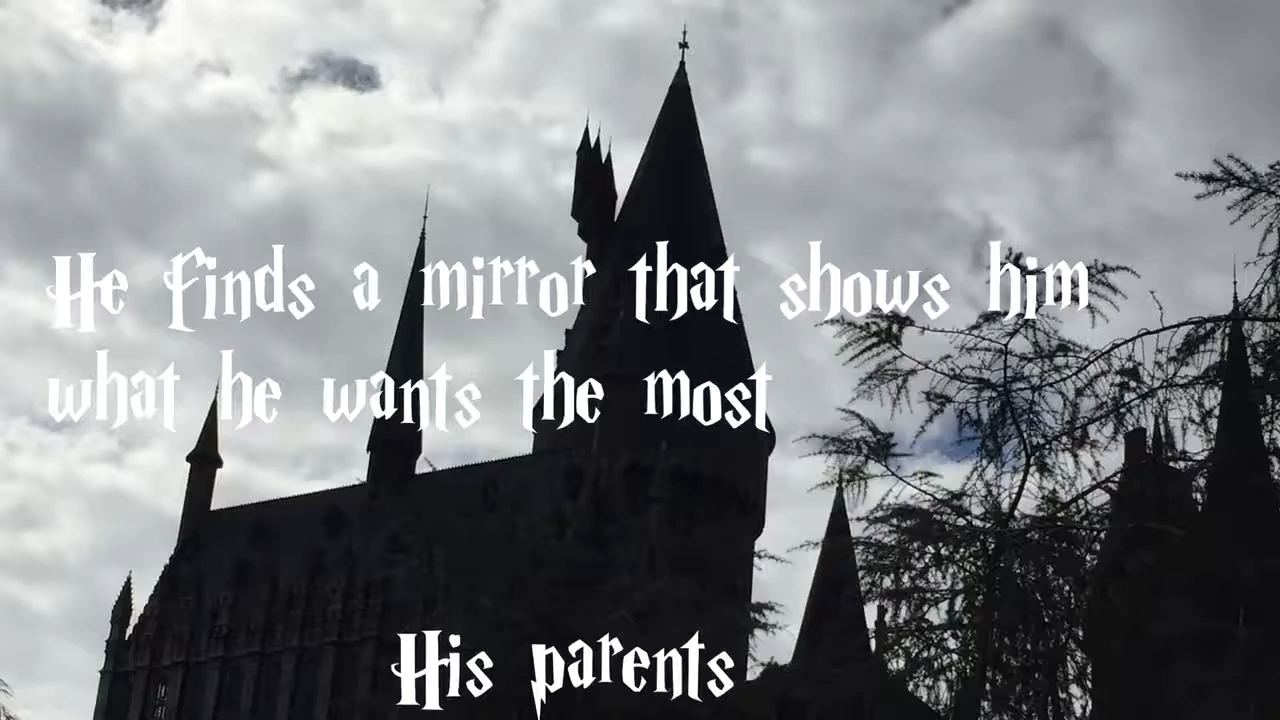 He finds a mirror that shows him
what he wants the most
His parents